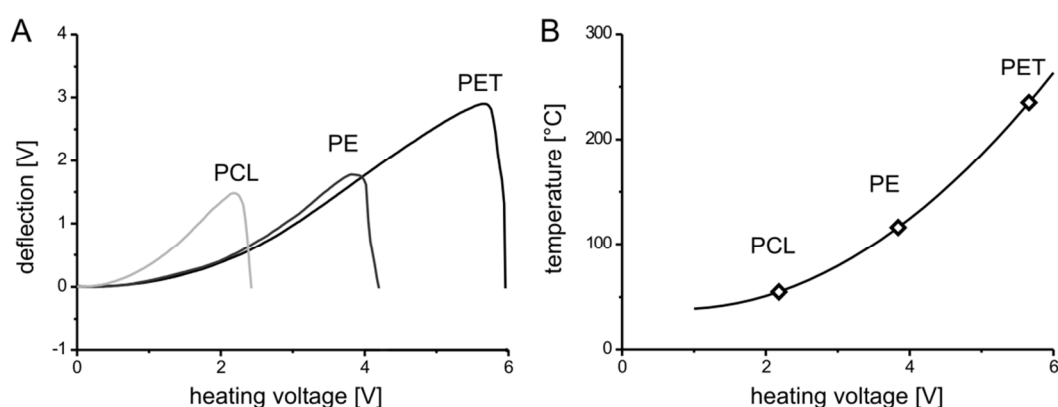 A
4
3
2
1
0
-1
deflection [V]
PCL
PE
PET
0
2
4
6
heating voltage [V]
B
300
200
100
0
temperature [°C]
PCL
PE
PET
0
2
4
6
heating voltage [V]